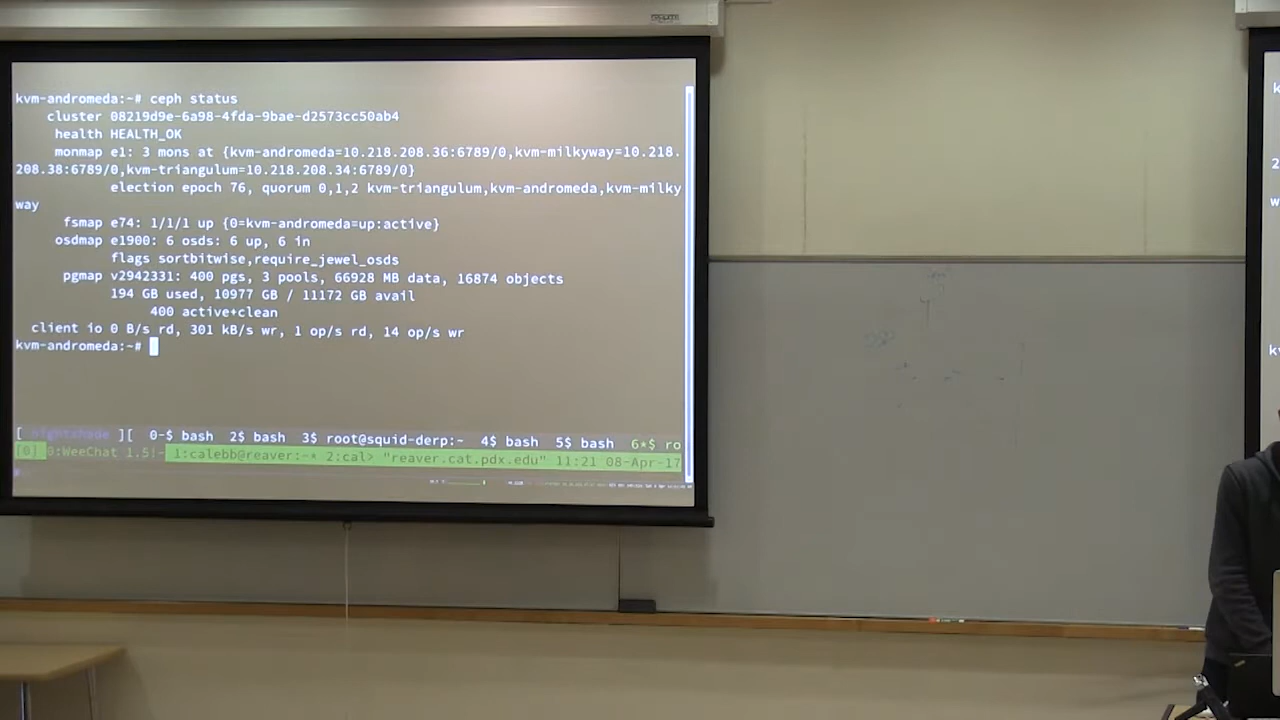 kvm-andromeda:~# ceph status
cluster 08219d9e-6a98-4fda-9bae-d2573cc50ab4
health HEALTH_OK
monmap e1: 3 mons at {kvm-andromeda=10.218.208.36:6789/0,kvm-milkyway=10.218.
208.38:6789/0,kvm-triangulum=10.218.208.34:6789/0}
election epoch 76, quorum 0,1,2 kvm-triangulum,kvm-andromeda,kvm-milky
way
fsmap e74: 1/1/1 up {0=kvm-andromeda=up:active}
osdmap e1900: 6 osds: 6 up, 6 in
flags sortbitwise,require_jewel_osds
pgmap v2942331: 400 pgs, 3 pools, 66928 MB data, 16874 objects
194 GB used, 10977 GB / 11172 GB avail
400 active+clean
client io 0 B/s rd, 301 kB/s wr, 1 op/s rd, 14 op/s wr
kvm-andromeda:~#
[ nightshade ][ 0-$ bash 2$ bash 3$ root@squid-derp:~ 4$ bash 5$ bash 6*$ ro
[0] 0:WeeChat 1.5!- 1:calebb@reaver:~* 2:cal> "reaver.cat.pdx.edu" 11:21 08-Apr-17